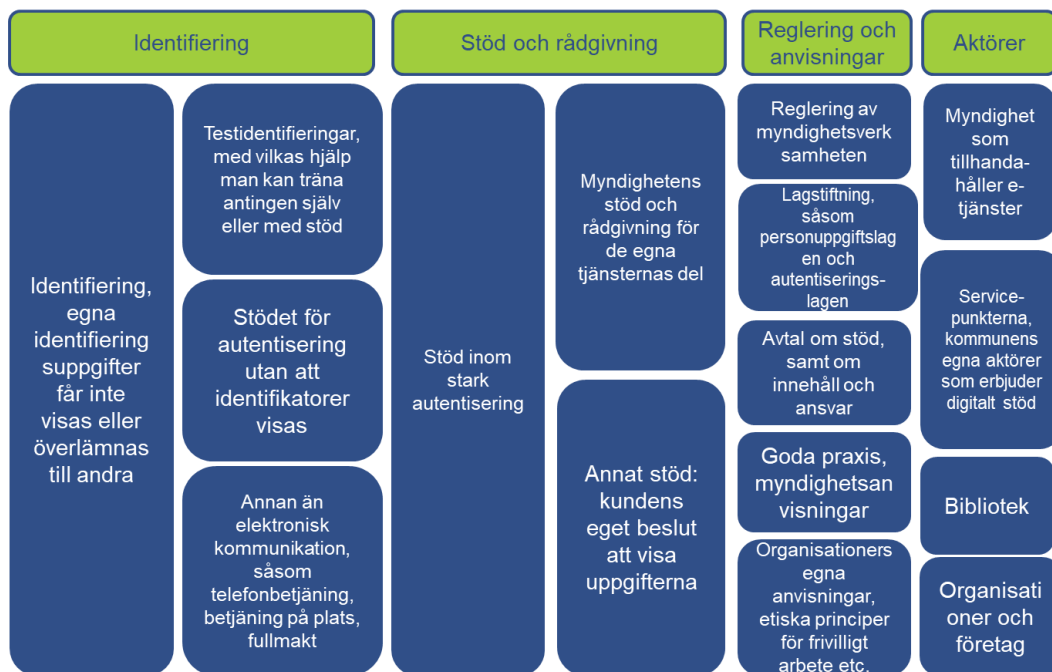 Identifiering
Stöd och rådgivning
Reglering och
anvisningar
Aktörer
Identifiering,
egna
identifiering
suppgifter
får inte
visas eller
överlämnas
till andra
Testidentifieringar,
med vilkas hjälp
man kan träna
antingen själv
eller med stöd
Stödet för
autentisering
utan att
identifikatorer
visas
Annan än
elektronisk
kommunikation,
såsom
telefonbetjäning,
betjäning på plats,
fullmakt
Stöd inom
stark
autentisering
Myndighetens
stöd och
rådgivning för
de egna
tjänsternas del
Annat stöd:
kundens
eget beslut
att visa
uppgifterna
Reglering av
myndighetsverk
samheten
Lagstiftning,
såsom
personuppgiftslag
en och
autentiserings-
lagen
Avtal om stöd,
samt om
innehåll och
ansvar
Goda praxis,
myndighetsan
visningar
Organisationers
egna
anvisningar,
etiska principer
för frivilligt
arbete etc.
Myndighet
som
tillhanda-
håller e-
tjänster
Service-
punkterna,
kommunens
egna aktörer
som erbjuder
digitalt stöd
Bibliotek
Organisati
oner och
företag